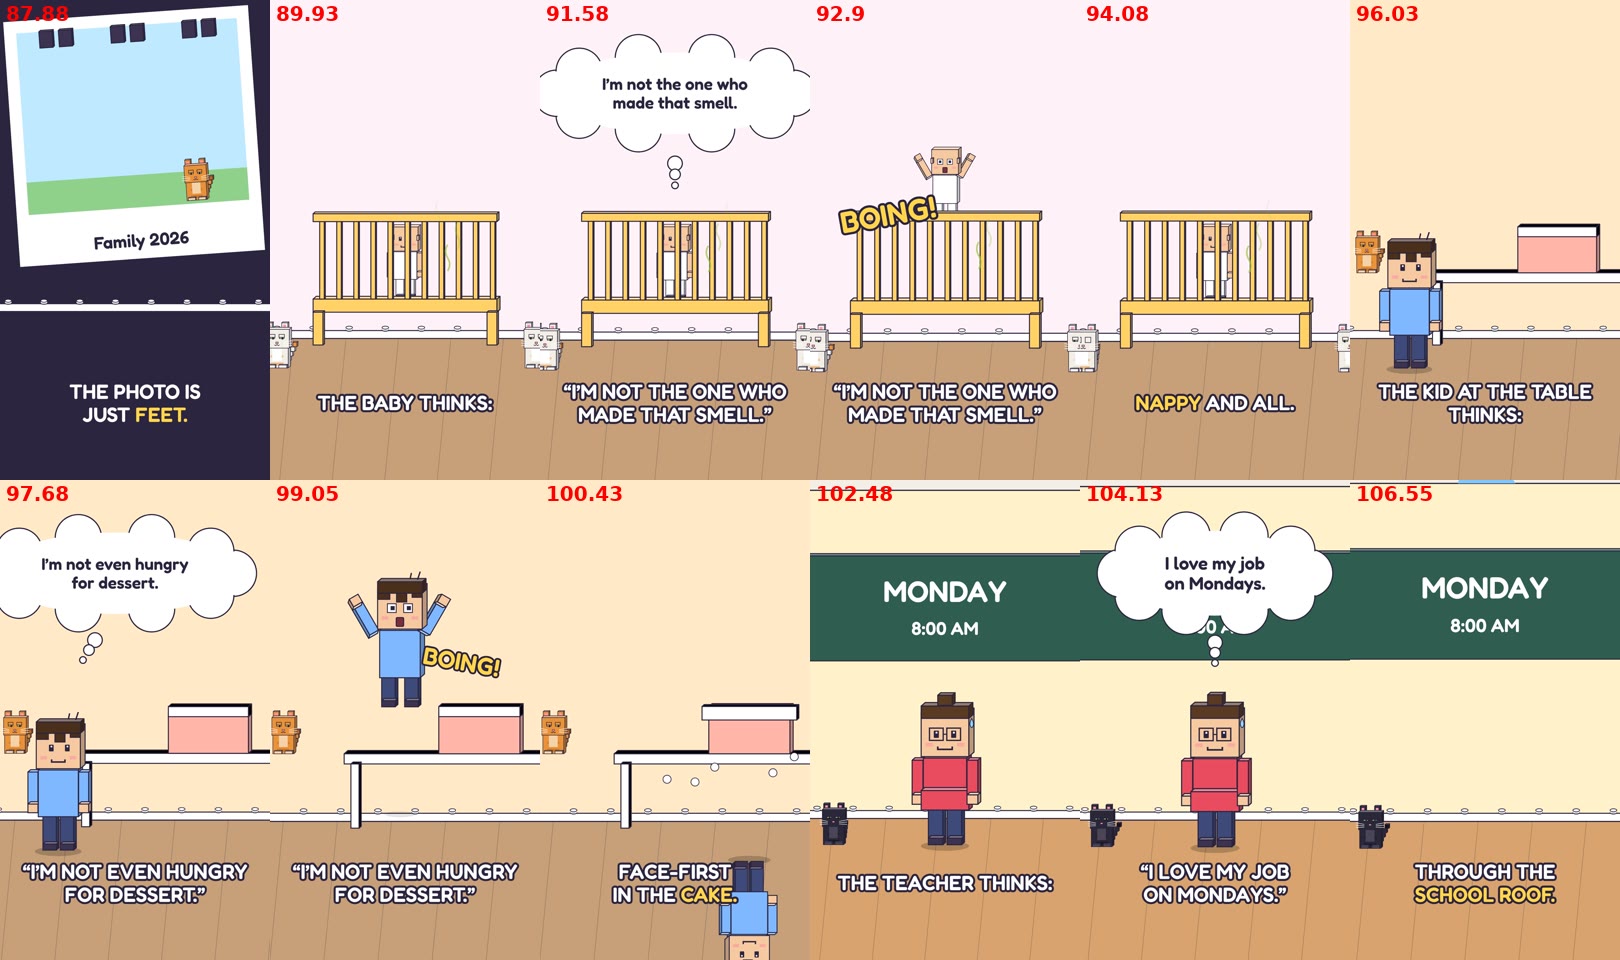 87.88
Family 2026
THE PHOTO IS
JUST FEET.
89.93
THE BABY THINKS:
91.58
I'm not the one who
made that smell.
“I'M NOT THE ONE WHO
MADE THAT SMELL.”
92.9
BOING!
“I'M NOT THE ONE WHO
MADE THAT SMELL.”
94.08
NAPPY AND ALL.
96.03
THE KID AT THE TABLE
THINKS:
97.68
I'm not even hungry
for dessert.
“I'M NOT EVEN HUNGRY
FOR DESSERT.”
99.05
BOING!
“I'M NOT EVEN HUNGRY
FOR DESSERT.”
100.43
FACE-FIRST
IN THE CAKE.
102.48
MONDAY
8:00 AM
THE TEACHER THINKS:
104.13
I love my job
on Mondays.
“I LOVE MY JOB
ON MONDAYS.”
106.55
MONDAY
8:00 AM
THROUGH THE
SCHOOL ROOF.